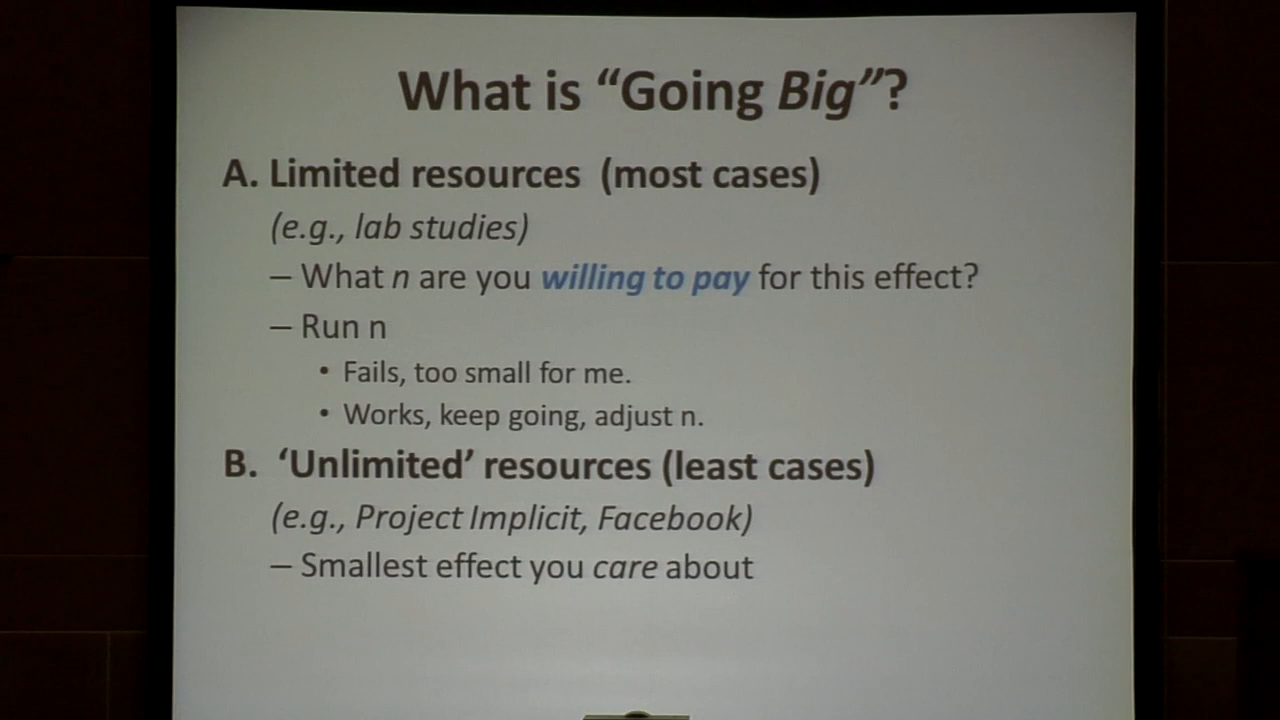 What is “Going Big”?
A. Limited resources (most cases)
(e.g., lab studies)
– What n are you willing to pay for this effect?
– Run n
• Fails, too small for me.
• Works, keep going, adjust n.
B. ‘Unlimited’ resources (least cases)
(e.g., Project Implicit, Facebook)
– Smallest effect you care about